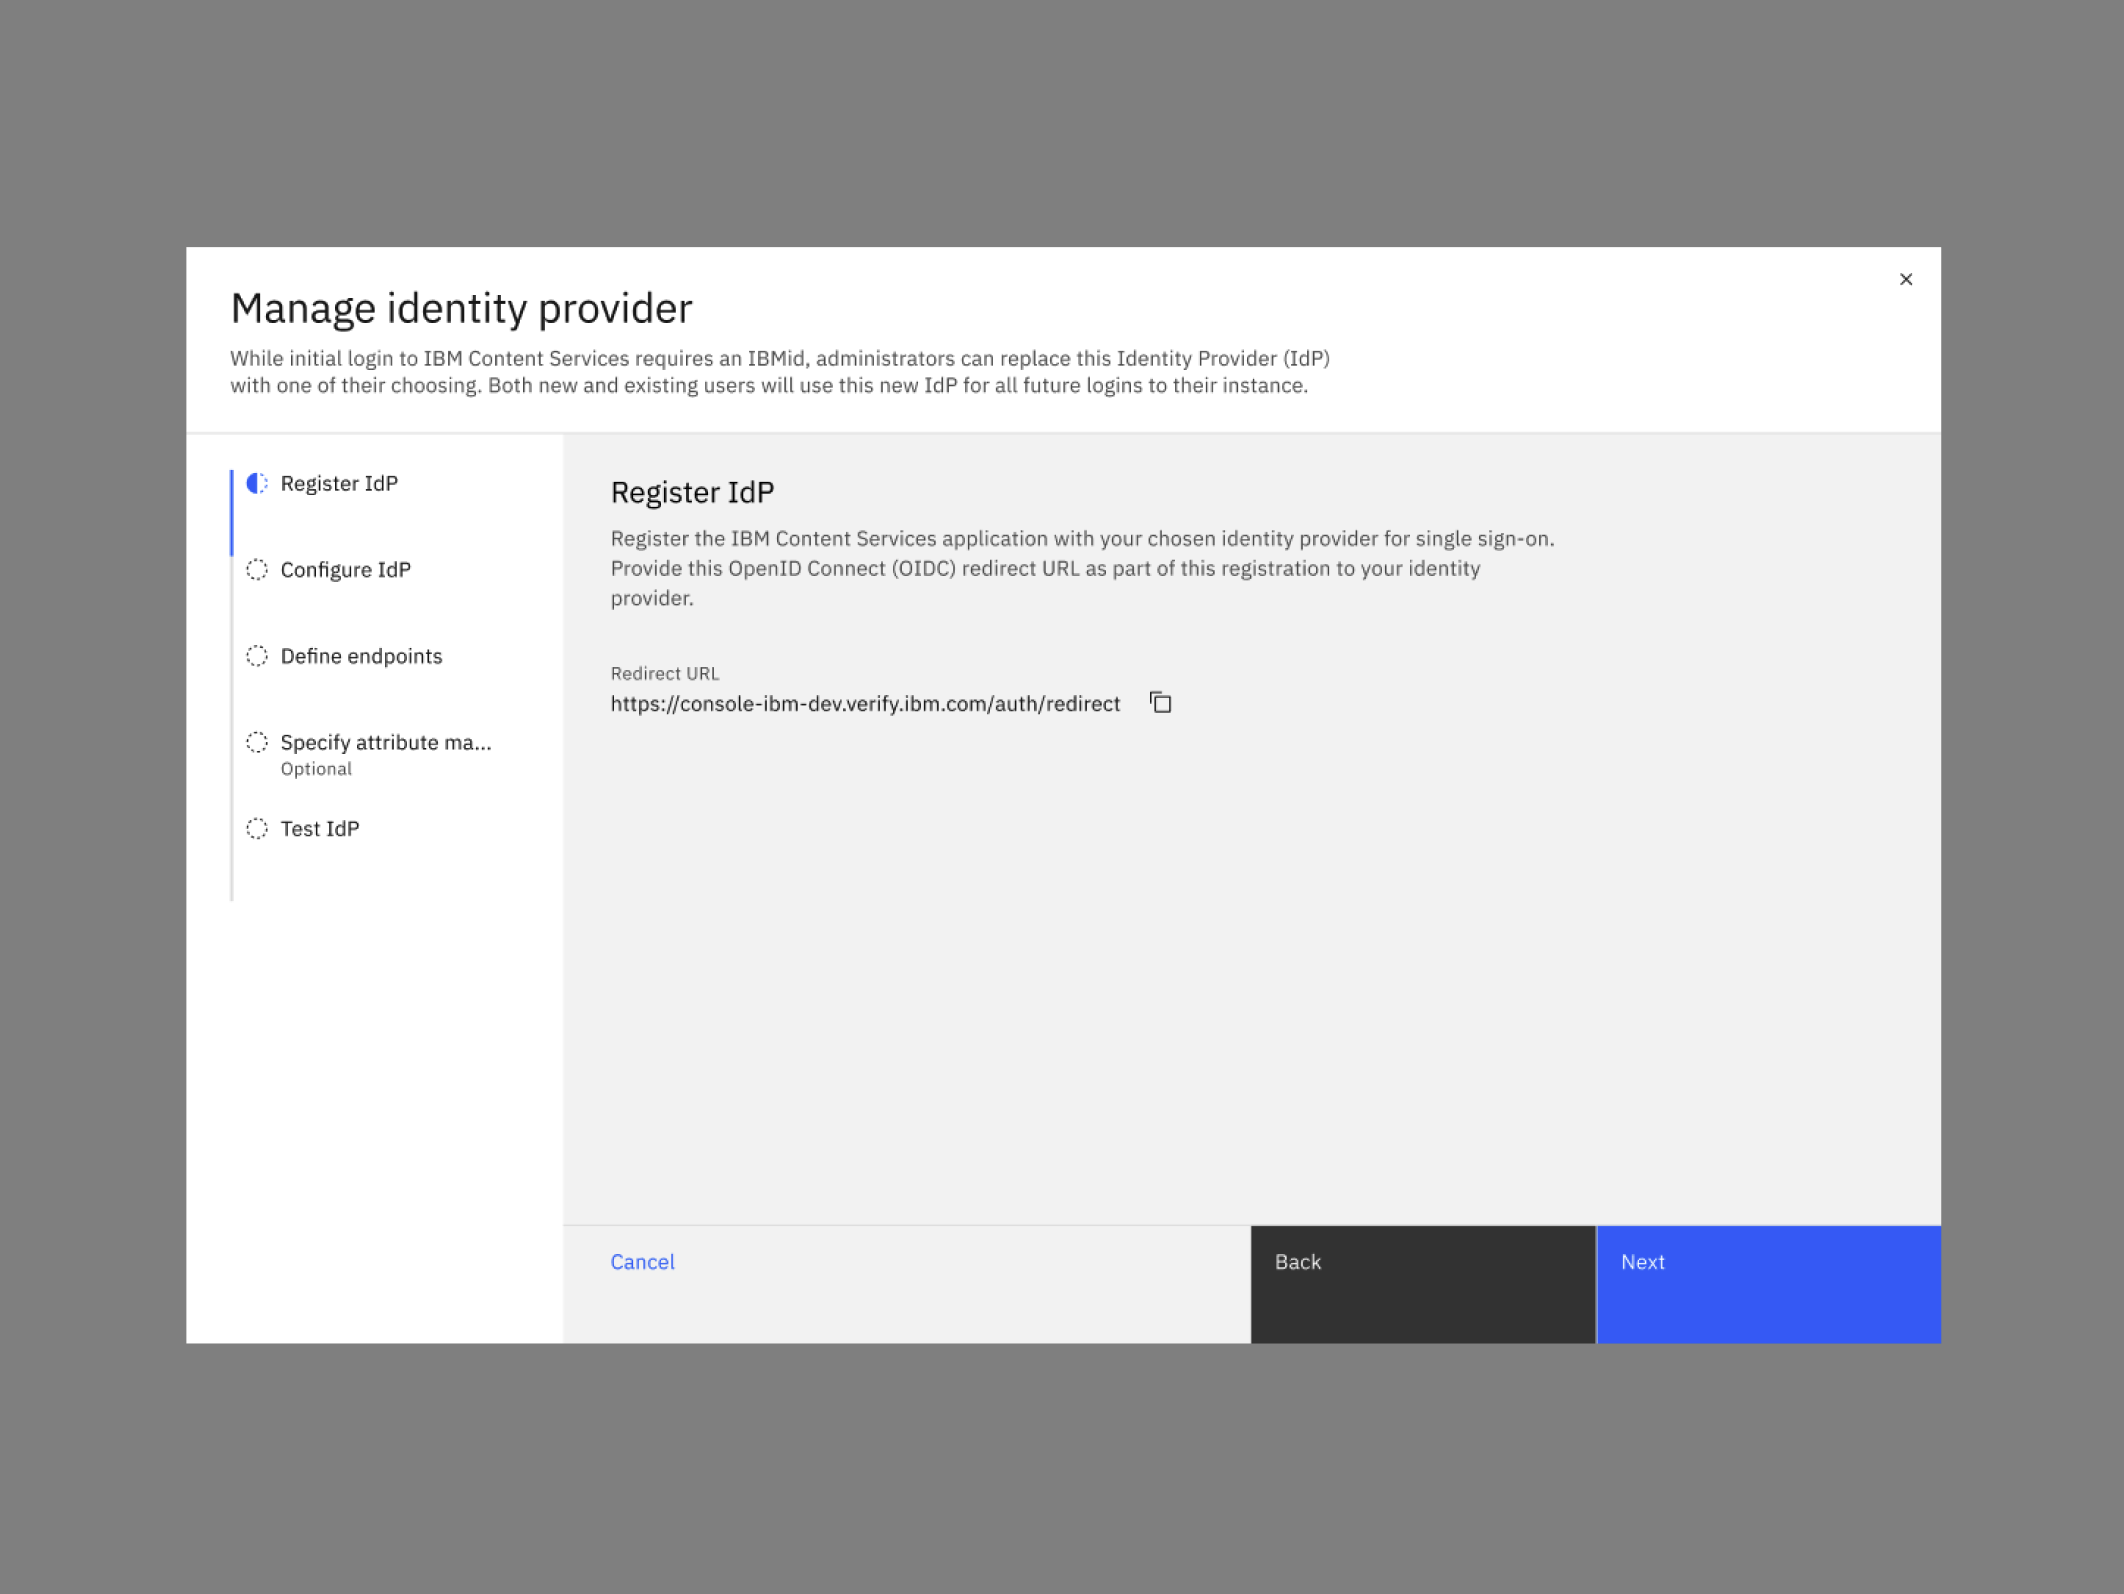 Manage identity provider
While initial login to IBM Content Services requires an IBMid, administrators can replace this Identity Provider (IdP)
with one of their choosing. Both new and existing users will use this new IdP for all future logins to their instance.
Register IdP
Configure IdP
Define endpoints
Specify attribute ma...
Optional
Test IdP
Register IdP
Register the IBM Content Services application with your chosen identity provider for single sign-on.
Provide this OpenID Connect (OIDC) redirect URL as part of this registration to your identity
provider.
Redirect URL
https://console-ibm-dev.verify.ibm.com/auth/redirect
Cancel
Back
Next